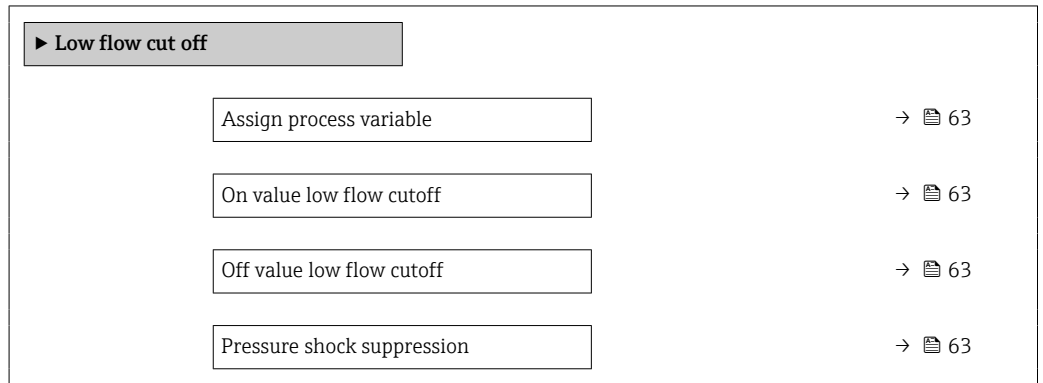 ► Low flow cut off
Assign process variable → 63
On value low flow cutoff → 63
Off value low flow cutoff → 63
Pressure shock suppression → 63